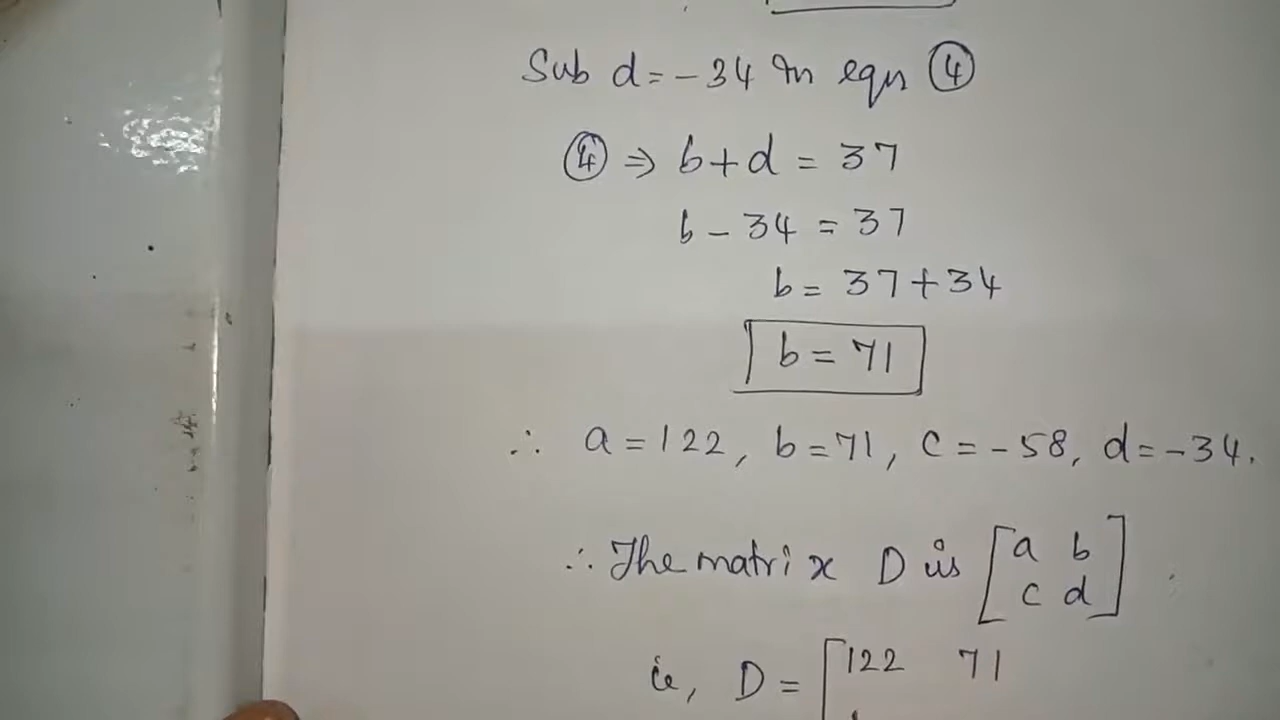 Sub d = -34 in eqn ④
④ ⇒ b + d = 37
b - 34 = 37
b = 37 + 34
b = 71
∴ a = 122, b = 71, c = -58, d = -34.
∴ The matrix D is [a b
c d]
ie, D = [122 71